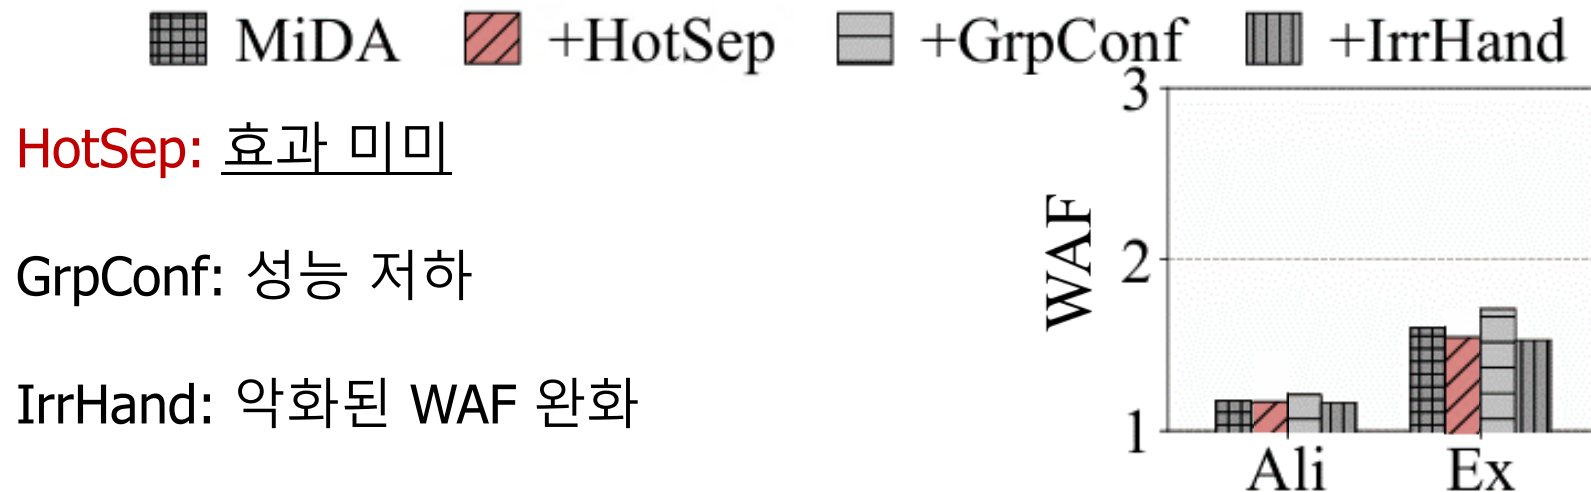 MiDA +HotSep +GrpConf +IrrHand
HotSep: 효과 미미
GrpConf: 성능 저하
IrrHand: 악화된 WAF 완화
3
2
1
WAF
Ali Ex